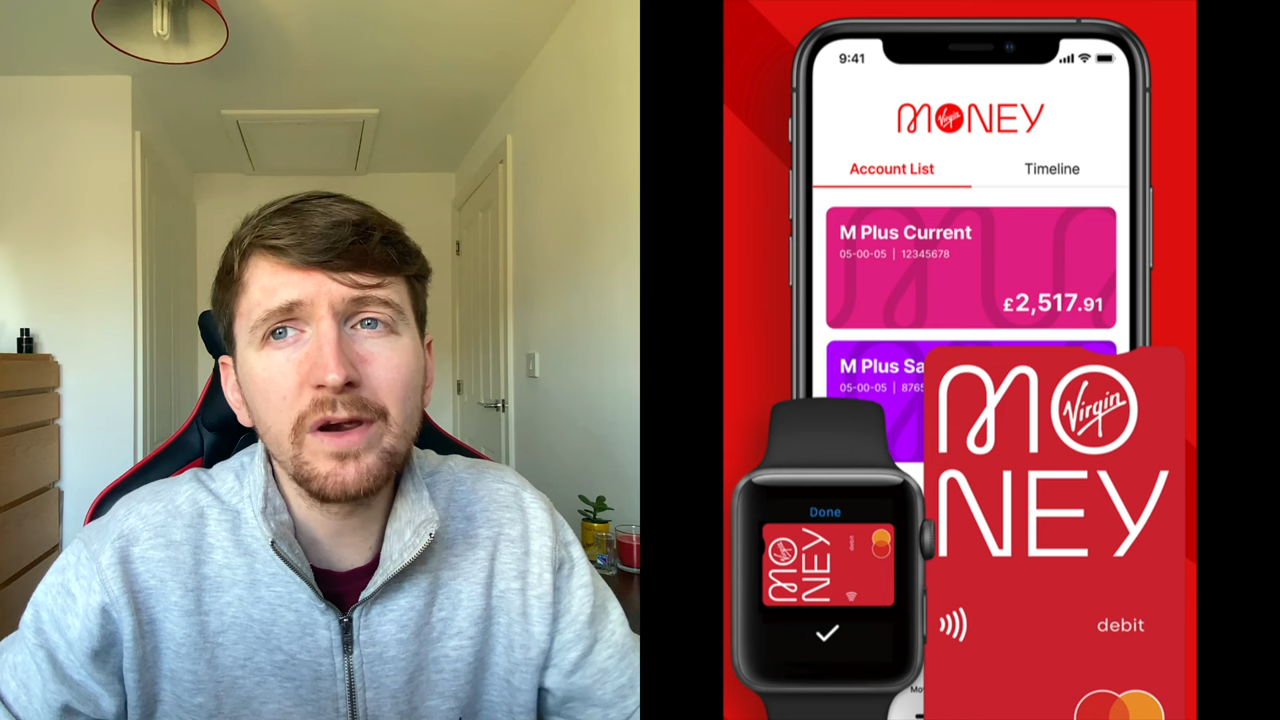 9:41
MONEY
Virgin
Account List Timeline
M Plus Current
05-00-05 | 12345678
£2,517.91
M Plus Sa
05-00-05 | 8765
MO
Virgin
NEY
debit
Done
MO
Virgin
NEY
debit
Mo